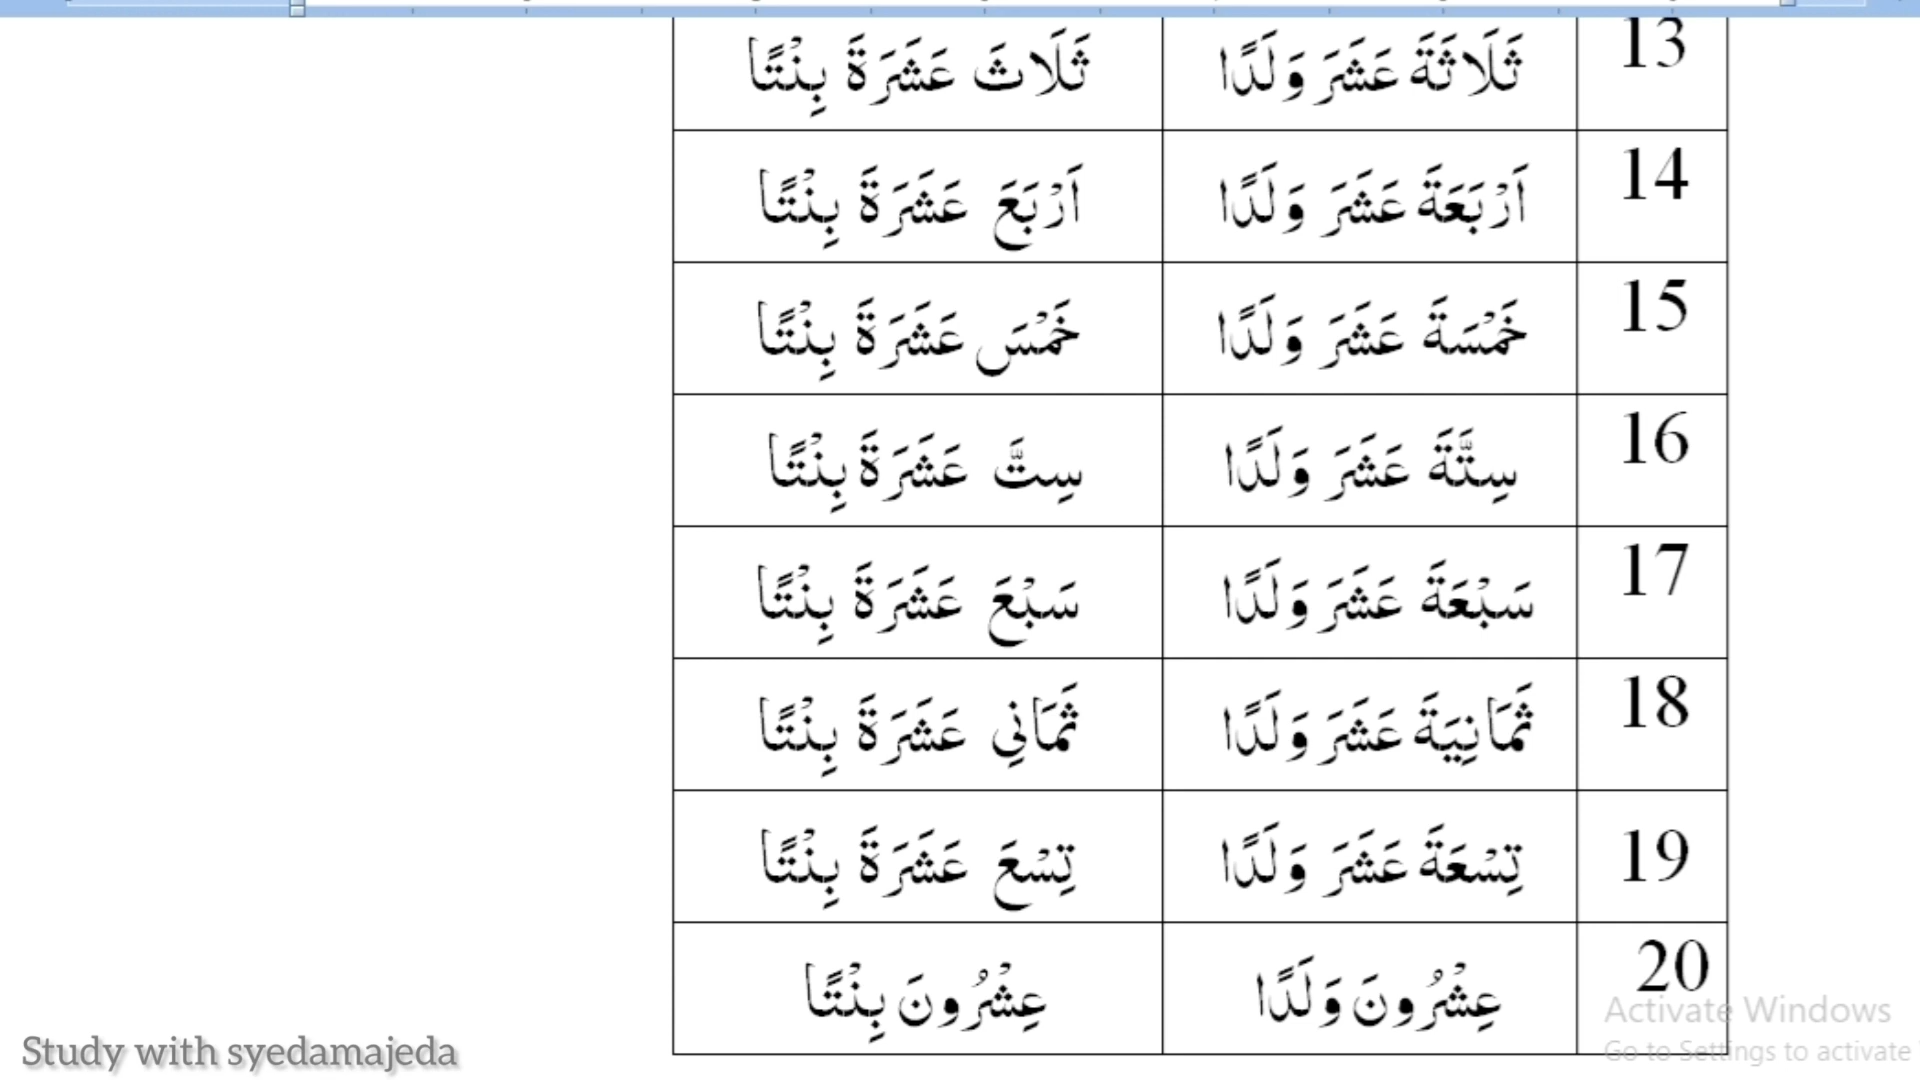 13 ثَلَاثَةَ عَشَرَ وَلَدًا ثَلَاثَ عَشَرَةَ بِنْتًا
14 اَرْبَعَةَ عَشَرَ وَلَدًا اَرْبَعَ عَشَرَةَ بِنْتًا
15 خَمْسَةَ عَشَرَ وَلَدًا خَمْسَ عَشَرَةَ بِنْتًا
16 سِتَّةَ عَشَرَ وَلَدًا سِتَّ عَشَرَةَ بِنْتًا
17 سَبْعَةَ عَشَرَ وَلَدًا سَبْعَ عَشَرَةَ بِنْتًا
18 ثَمَانِيَةَ عَشَرَ وَلَدًا ثَمَانِي عَشَرَةَ بِنْتًا
19 تِسْعَةَ عَشَرَ وَلَدًا تِسْعَ عَشَرَةَ بِنْتًا
20 عِشْرُونَ وَلَدًا عِشْرُونَ بِنْتًا
Activate Windows
Go to Settings to activate
Study with syedamajeda